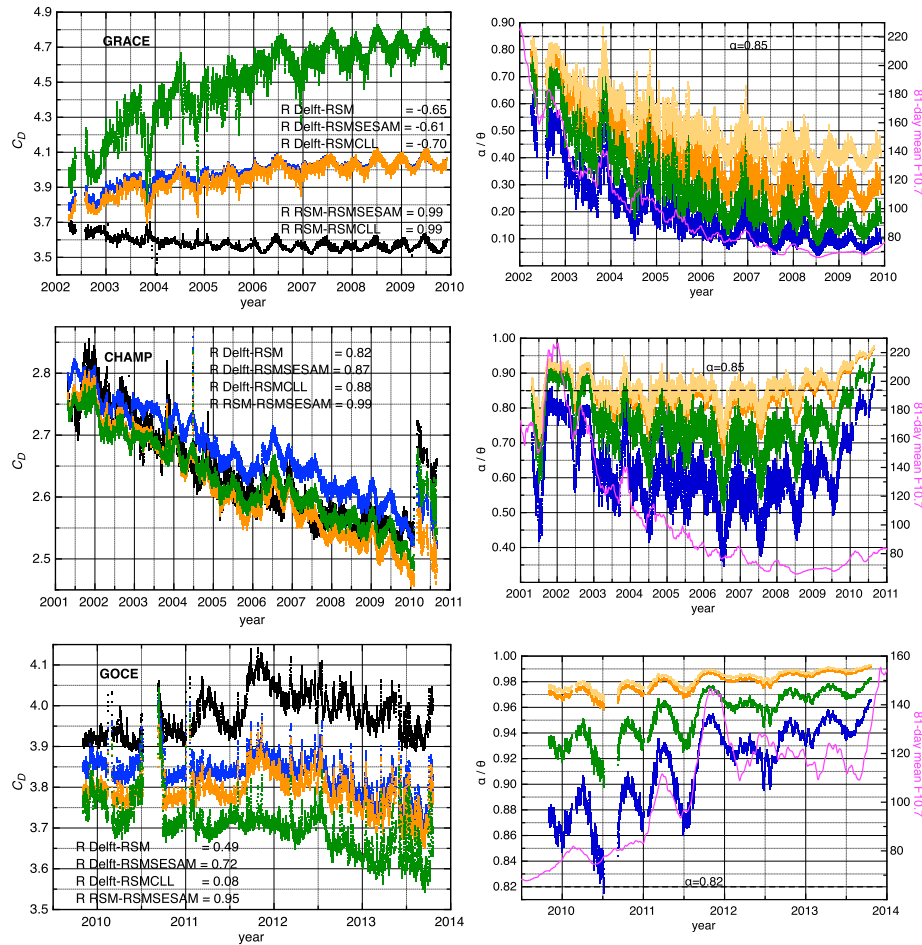 GRACE
R Delft-RSM = -0.65
R Delft-RSMSESAM = -0.61
R Delft-RSMCLL = -0.70
R RSM-RSMSESAM = 0.99
R RSM-RSMCLL = 0.99
C_D
4.8
4.7
4.5
4.3
4.2
4.0
3.9
3.7
3.6
3.5
2002 2003 2004 2005 2006 2007 2008 2009 2010
year
α=0.85
α / θ
0.90
0.80
0.70
0.60
0.50
0.40
0.30
0.20
0.10
220
200
180
160
140
120
100
80
81-day mean F10.7
2002 2003 2004 2005 2006 2007 2008 2009 2010
year
CHAMP
R Delft-RSM = 0.82
R Delft-RSMSESAM = 0.87
R Delft-RSMCLL = 0.88
R RSM-RSMSESAM = 0.99
C_D
2.8
2.7
2.6
2.5
2001 2002 2003 2004 2005 2006 2007 2008 2009 2010 2011
year
α=0.85
α / θ
1.00
0.90
0.80
0.70
0.60
0.50
0.40
220
200
180
160
140
120
100
80
81-day mean F10.7
2001 2002 2003 2004 2005 2006 2007 2008 2009 2010 2011
year
GOCE
R Delft-RSM = 0.49
R Delft-RSMSESAM = 0.72
R Delft-RSMCLL = 0.08
R RSM-RSMSESAM = 0.95
C_D
4.1
4.0
3.9
3.8
3.7
3.6
3.5
2010 2011 2012 2013 2014
year
α=0.82
α / θ
1.00
0.98
0.96
0.94
0.92
0.90
0.88
0.86
0.84
0.82
160
140
120
100
80
81-day mean F10.7
2010 2011 2012 2013 2014
year